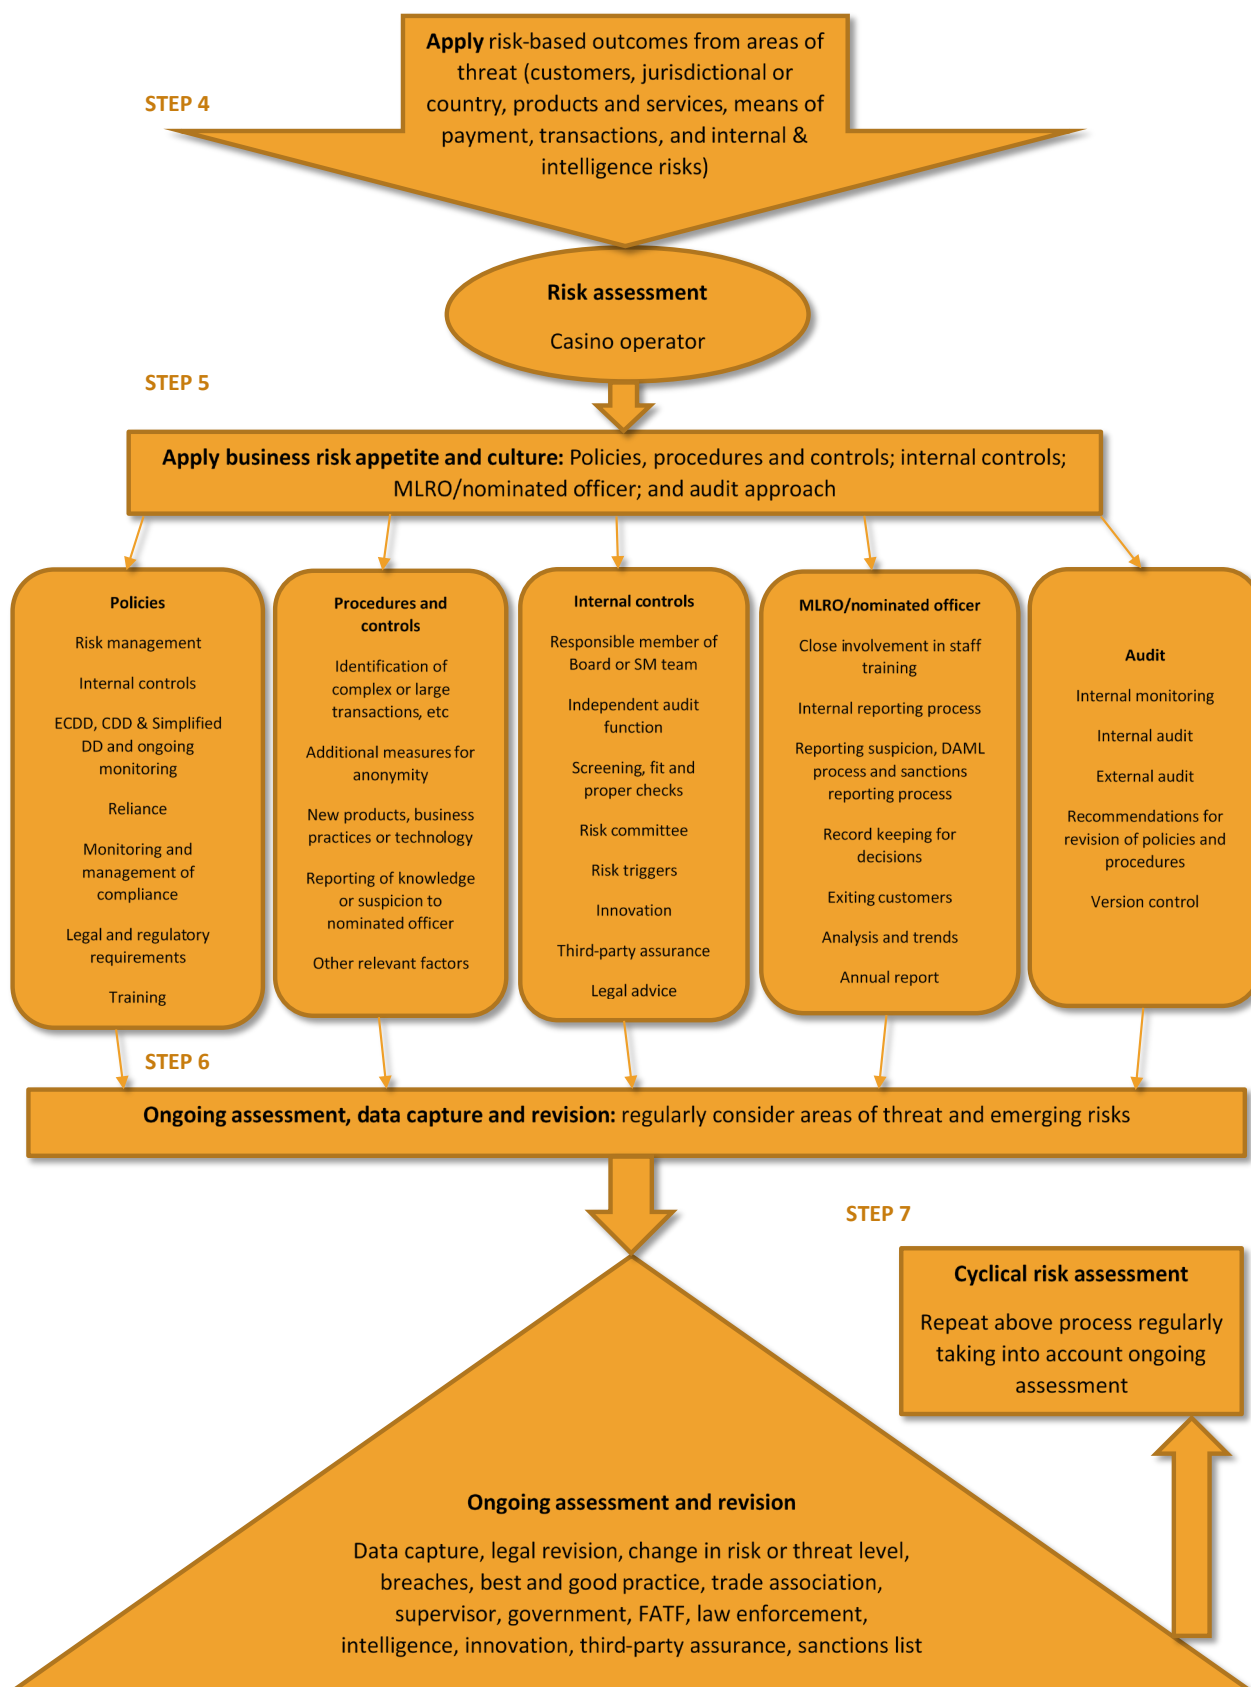 Apply risk-based outcomes from areas of
threat (customers, jurisdictional or
country, products and services, means of
payment, transactions, and internal &
intelligence risks)
STEP 4
Risk assessment
Casino operator
STEP 5
Apply business risk appetite and culture: Policies, procedures and controls; internal controls;
MLRO/nominated officer; and audit approach
Policies
Risk management
Internal controls
ECDD, CDD & Simplified
DD and ongoing
monitoring
Reliance
Monitoring and
management of
compliance
Legal and regulatory
requirements
Training
Procedures and
controls
Identification of
complex or large
transactions, etc
Additional measures for
anonymity
New products, business
practices or technology
Reporting of knowledge
or suspicion to
nominated officer
Other relevant factors
Internal controls
Responsible member of
Board or SM team
Independent audit
function
Screening, fit and
proper checks
Risk committee
Risk triggers
Innovation
Third-party assurance
Legal advice
MLRO/nominated officer
Close involvement in staff
training
Internal reporting process
Reporting suspicion, DAML
process and sanctions
reporting process
Record keeping for
decisions
Exiting customers
Analysis and trends
Annual report
Audit
Internal monitoring
Internal audit
External audit
Recommendations for
revision of policies and
procedures
Version control
STEP 6
Ongoing assessment, data capture and revision: regularly consider areas of threat and emerging risks
STEP 7
Cyclical risk assessment
Repeat above process regularly
taking into account ongoing
assessment
Ongoing assessment and revision
Data capture, legal revision, change in risk or threat level,
breaches, best and good practice, trade association,
supervisor, government, FATF, law enforcement,
intelligence, innovation, third-party assurance, sanctions list